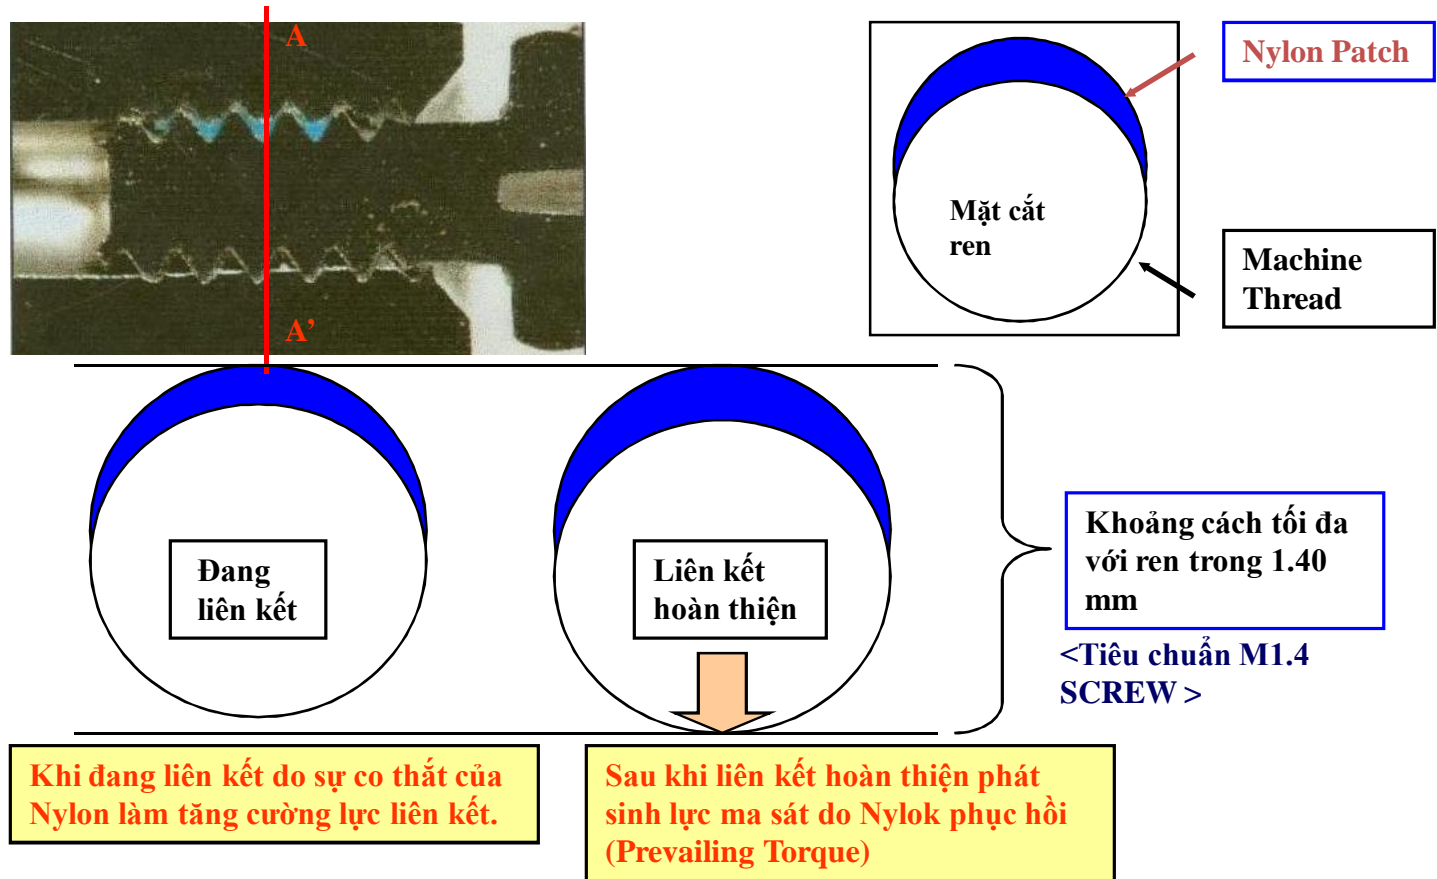 A
A’
Nylon Patch
Mặt cắt
ren
Machine
Thread
Đang
liên kết
Liên kết
hoàn thiện
Khoảng cách tối đa
với ren trong 1.40
mm
<Tiêu chuẩn M1.4
SCREW >
Khi đang liên kết do sự co thắt của
Nylon làm tăng cường lực liên kết.
Sau khi liên kết hoàn thiện phát
sinh lực ma sát do Nylok phục hồi
(Prevailing Torque)